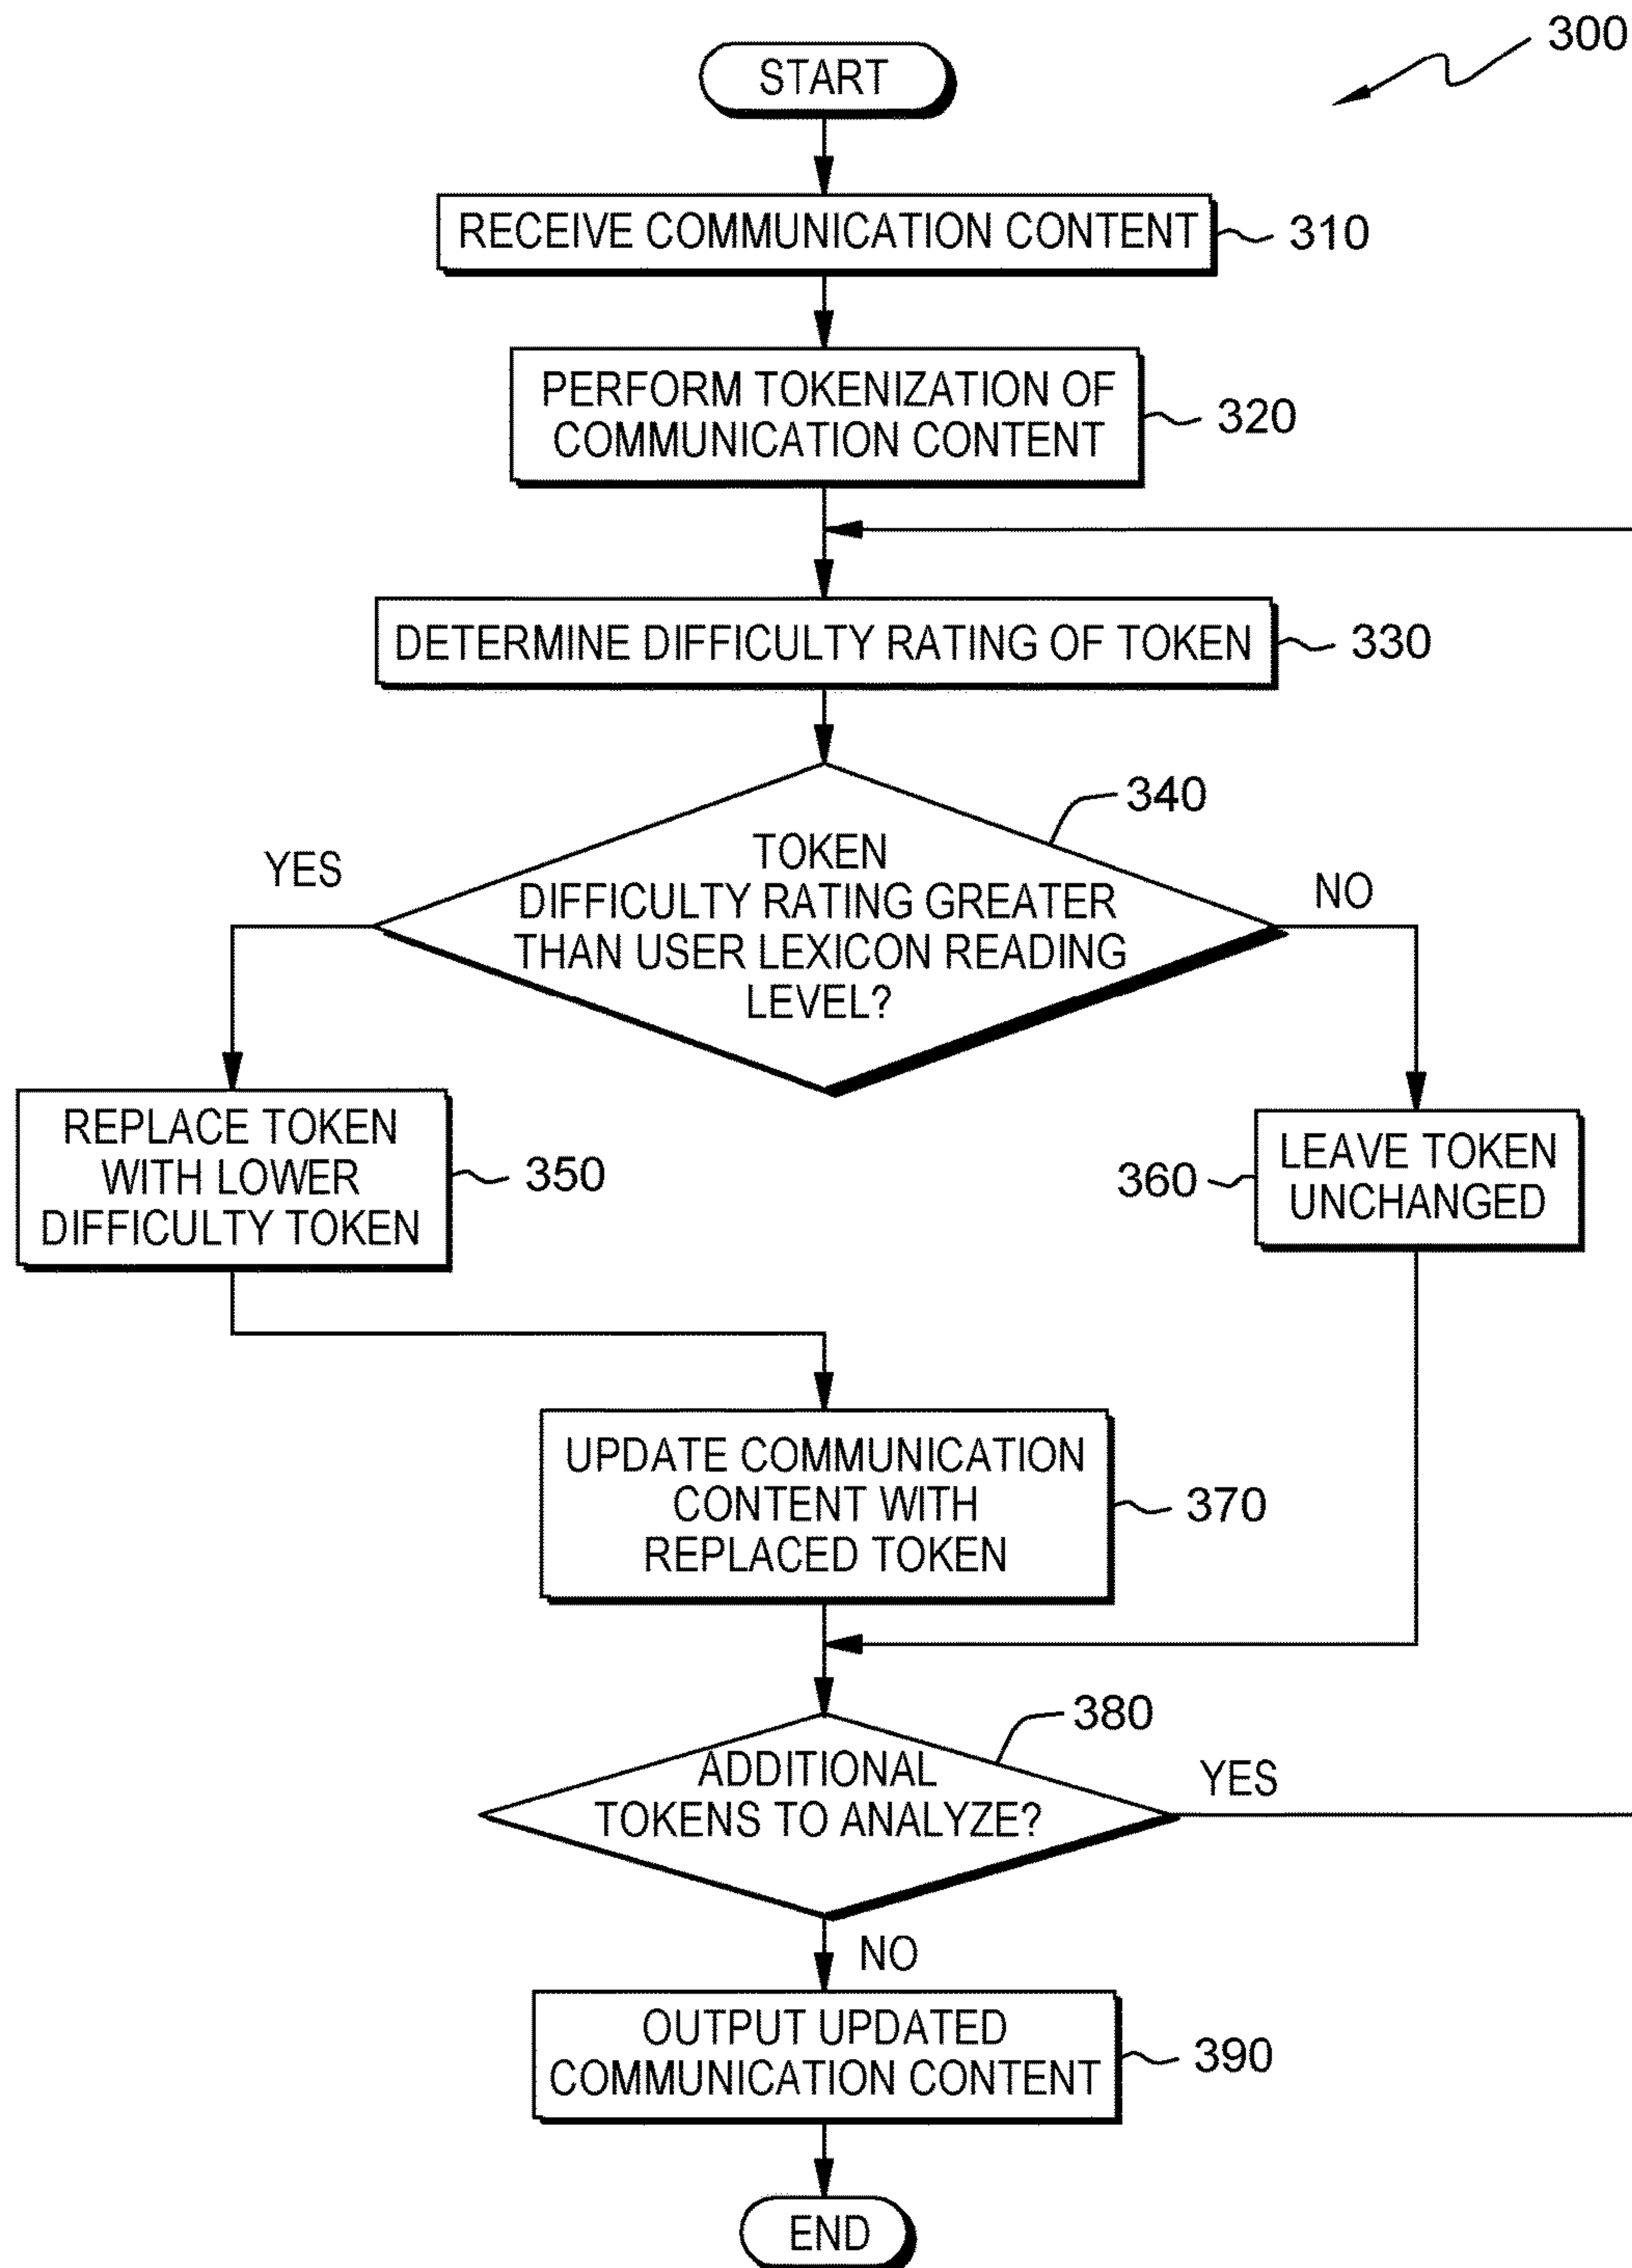 300
START
RECEIVE COMMUNICATION CONTENT
310
PERFORM TOKENIZATION OF
COMMUNICATION CONTENT
320
DETERMINE DIFFICULTY RATING OF TOKEN
330
340
TOKEN
DIFFICULTY RATING GREATER
THAN USER LEXICON READING
LEVEL?
YES
NO
REPLACE TOKEN
WITH LOWER
DIFFICULTY TOKEN
350
360
LEAVE TOKEN
UNCHANGED
UPDATE COMMUNICATION
CONTENT WITH
REPLACED TOKEN
370
380
ADDITIONAL
TOKENS TO ANALYZE?
YES
NO
OUTPUT UPDATED
COMMUNICATION CONTENT
390
END